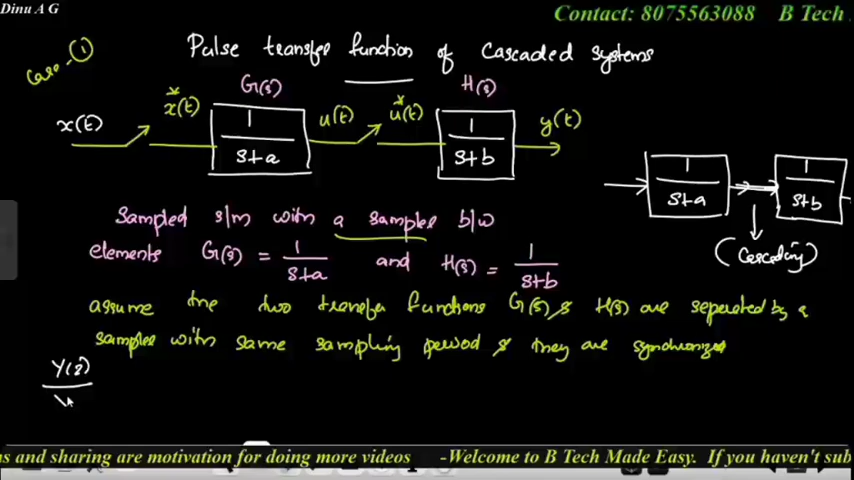 Dinu A G
Contact: 8075563088 B Tech
Case - ①
Pulse transfer function of Cascaded systems
G(s)
H(s)
x(t)
x*(t)
1
s+a
u(t)
u*(t)
1
s+b
y(t)
1
s+a
1
s+b
(Cascading)
Sampled s/m with a sampler b/w
elements G(s) = 1/s+a and H(s) = 1/s+b
assume the two transfer functions G(s) & H(s) are seperated by a
sampler with same sampling period & they are synchronized
Y(z)
s and sharing are motivation for doing more videos -Welcome to B Tech Made Easy. If you haven't sub